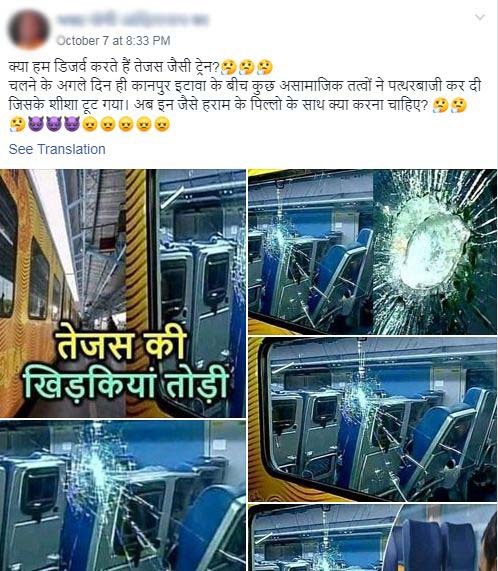 October 7 at 8:33 PM
क्या हम डिजर्व करते हैं तेजस जैसी ट्रेन?🤔🤔🤔
चलने के अगले दिन ही कानपुर इटावा के बीच कुछ असामाजिक तत्वों ने पत्थरबाजी कर दी
जिसके शीशा टूट गया। अब इन जैसे हराम के पिल्लो के साथ क्या करना चाहिए? 🤔🤔
🤔😈😈😈😠😠😠😠😠
See Translation
तेजस की
खिड़कियां तोड़ी